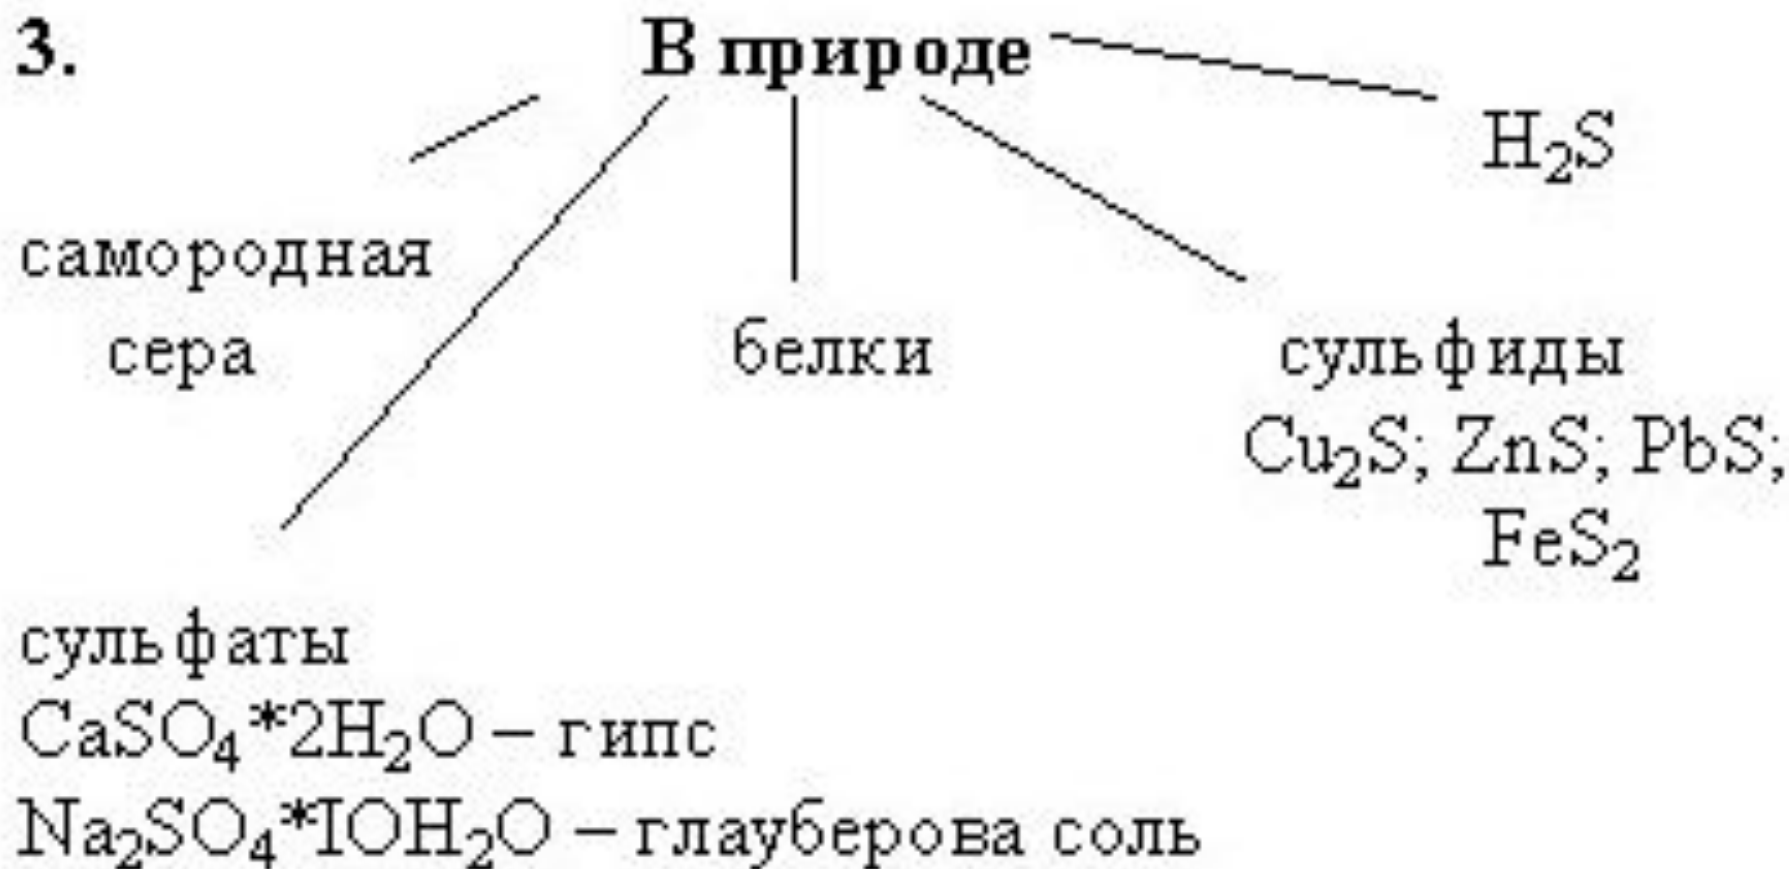 3.
В природе
H₂S
самородная
сера
белки
сульфиды
Cu₂S; ZnS; PbS;
FeS₂
сульфаты
CaSO₄*2H₂O – гипс
Na₂SO₄*IOH₂O – глауберова соль